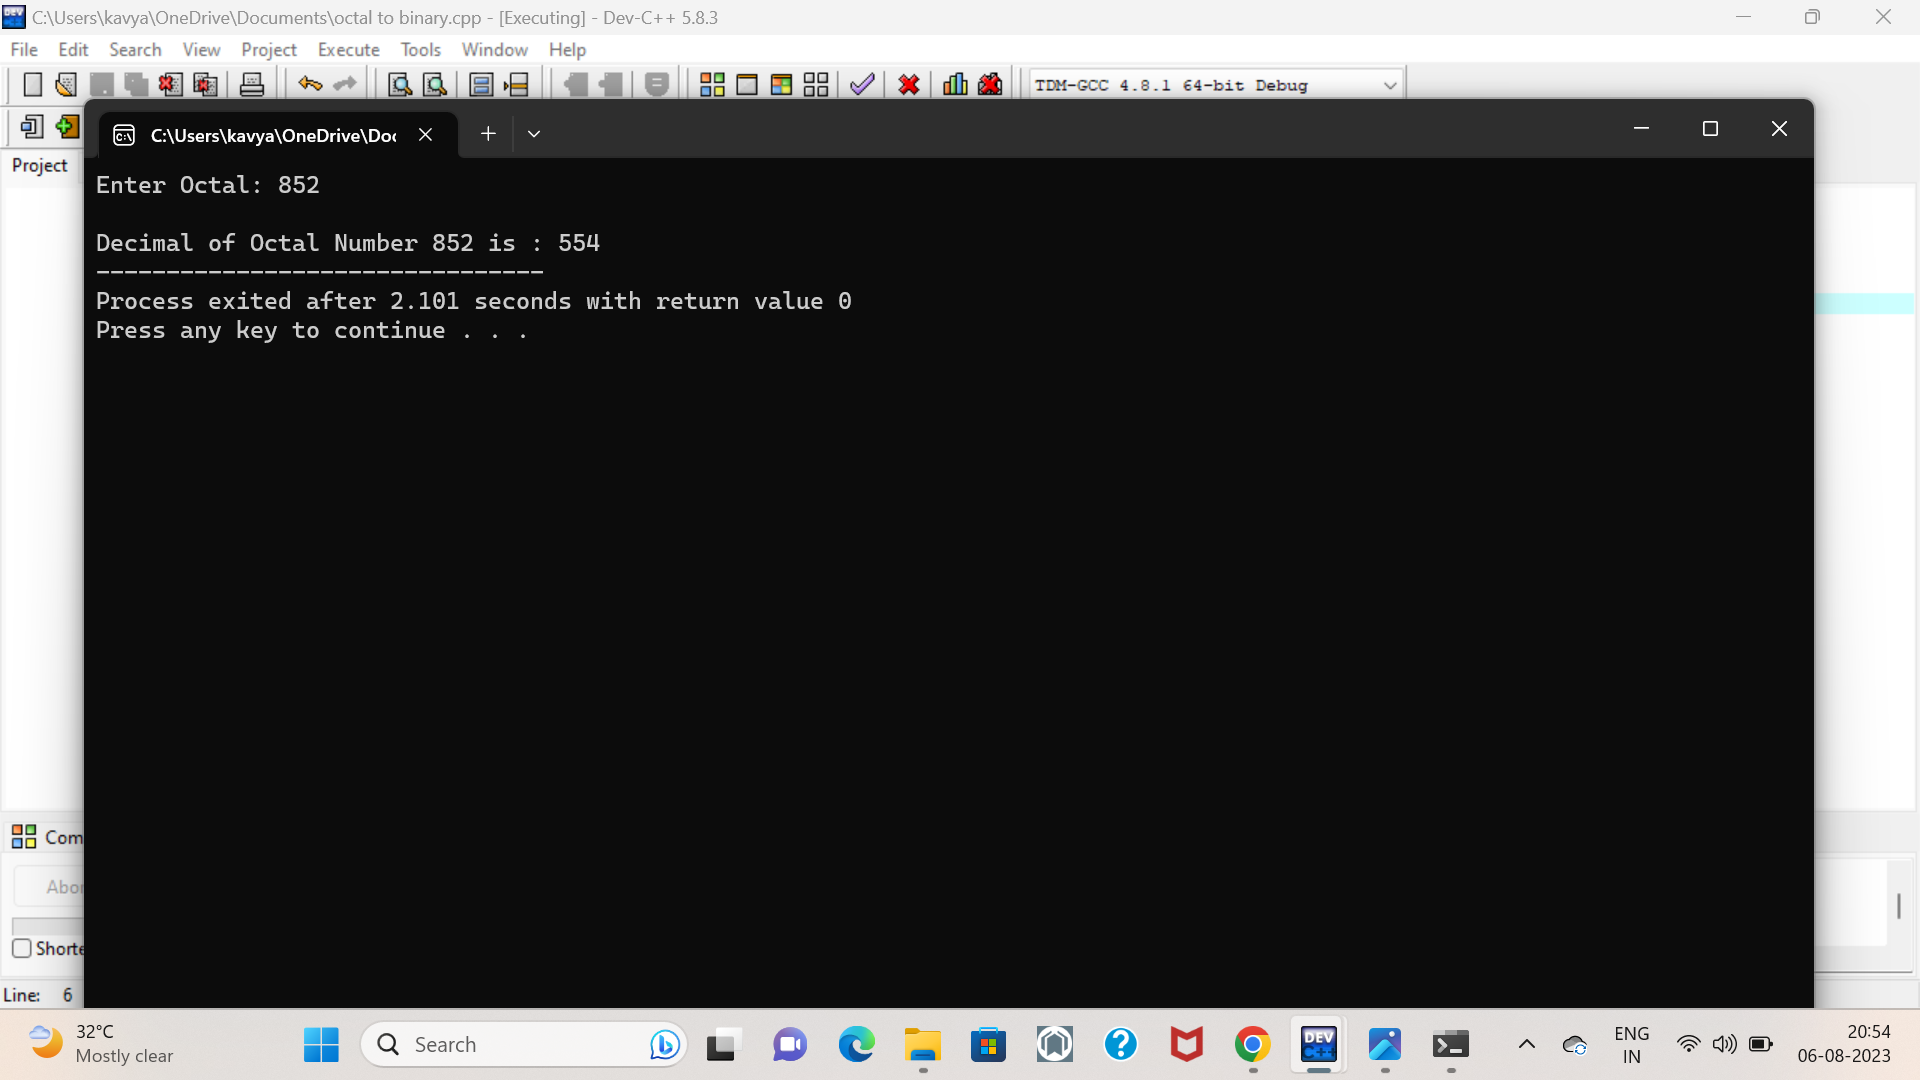 C:\Users\kavya\OneDrive\Documents\octal to binary.cpp - [Executing] - Dev-C++ 5.8.3
File Edit Search View Project Execute Tools Window Help
TDM-GCC 4.8.1 64-bit Debug
C:\Users\kavya\OneDrive\Doc
Project
Enter Octal: 852
Decimal of Octal Number 852 is : 554
--------------------------------
Process exited after 2.101 seconds with return value 0
Press any key to continue . . .
Com
Abor
Shorte
Line: 6
32°C
Mostly clear
Search
DEV
C++
ENG
IN
20:54
06-08-2023